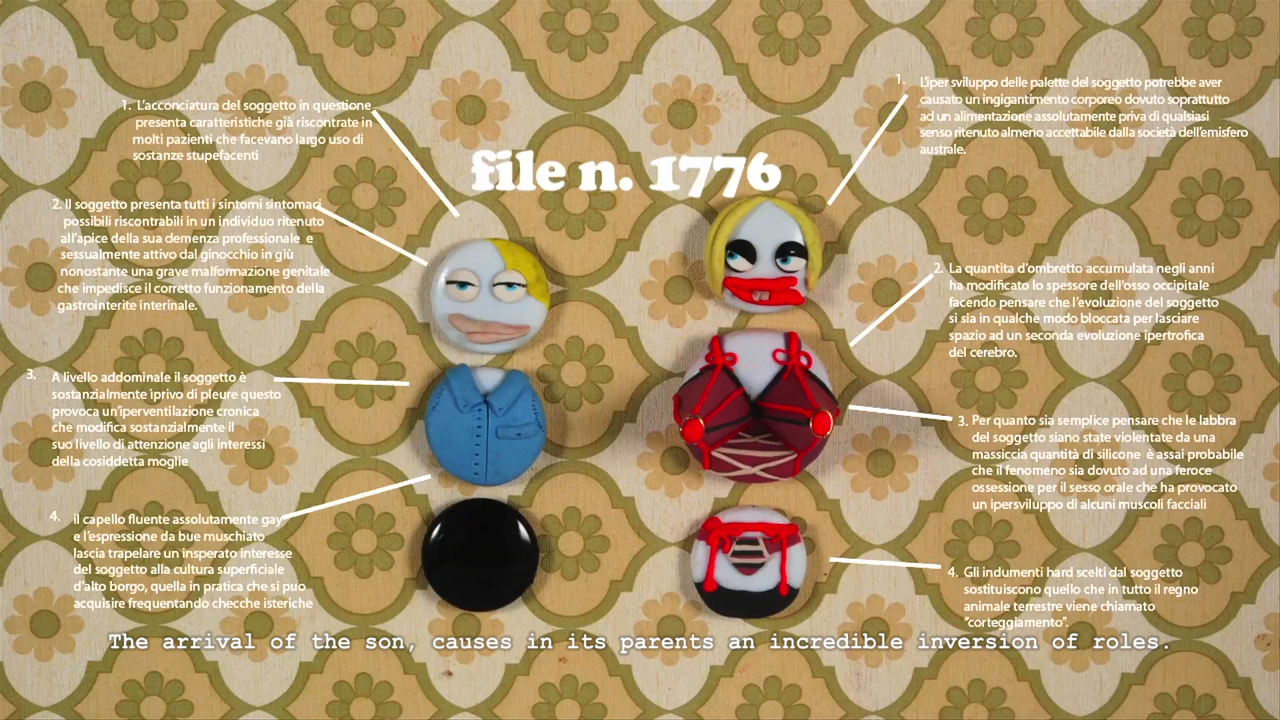 file n. 1776
1. L'acconciatura del soggetto in questione
presenta caratteristiche già riscontrate in
molti pazienti che facevano largo uso di
sostanze stupefacenti
2. Il soggetto presenta tutti i sintomi sintomaci
possibili riscontrabili in un individuo ritenuto
all'apice della sua demenza professionale e
sessualmente attivo dal ginocchio in giù
nonostante una grave malformazione genitale
che impedisce il corretto funzionamento della
gastrointerite interinale.
3. A livello addominale il soggetto è
sostanzialmente iprivo di pleure questo
provoca un'iperventilazione cronica
che modifica sostanzialmente il
suo livello di attenzione agli interessi
della cosiddetta moglie
4. il capello fluente assolutamente gay
e l'espressione da bue muschiato
lascia trapelare un insperato interesse
del soggetto alla cultura superficiale
d'alto borgo, quella in pratica che si puo
acquisire frequentando checche isteriche
1. L'iper sviluppo delle palette del soggetto potrebbe aver
causato un ingigantimento corporeo dovuto soprattutto
ad un alimentazione assolutamente priva di qualsiasi
senso ritenuto almeno accettabile dalla società dell'emisfero
australe.
2. La quantita d'ombretto accumulata negli anni
ha modificato lo spessore dell'osso occipitale
facendo pensare che l'evoluzione del soggetto
si sia in qualche modo bloccata per lasciare
spazio ad un seconda evoluzione ipertrofica
del cerebro.
3. Per quanto sia semplice pensare che le labbra
del soggetto siano state violentate da una
massiccia quantità di silicone è assai probabile
che il fenomeno sia dovuto ad una feroce
ossessione per il sesso orale che ha provocato
un ipersviluppo di alcuni muscoli facciali
4. Gli indumenti hard scelti dal soggetto
sostituiscono quello che in tutto il regno
animale terrestre viene chiamato
"corteggiamento".
The arrival of the son, causes in its parents an incredible inversion of roles.